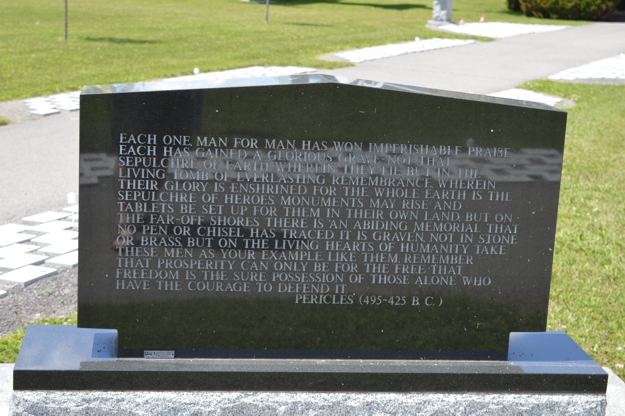 EACH ONE, MAN FOR MAN, HAS WON IMPERISHABLE PRAISE,
EACH HAS GAINED A GLORIOUS GRAVE - NOT THAT
SEPULCHRE OF EARTH WHEREIN THEY LIE, BUT IN THE
LIVING TOMB OF EVERLASTING REMEMBRANCE WHEREIN
THEIR GLORY IS ENSHRINED. FOR THE WHOLE EARTH IS THE
SEPULCHRE OF HEROES. MONUMENTS MAY RISE AND
TABLETS BE SET UP FOR THEM IN THEIR OWN LAND, BUT ON
THE FAR-OFF SHORES THERE IS AN ABIDING MEMORIAL THAT
NO PEN OR CHISEL HAS TRACED. IT IS GRAVEN, NOT IN STONE
OR BRASS, BUT ON THE LIVING HEARTS OF HUMANITY. TAKE
THESE MEN AS YOUR EXAMPLE. LIKE THEM, REMEMBER
THAT PROSPERITY CAN ONLY BE FOR THE FREE, THAT
FREEDOM IS THE SURE POSSESSION OF THOSE ALONE WHO
HAVE THE COURAGE TO DEFEND IT.
PERICLES (495-425 B.C.)